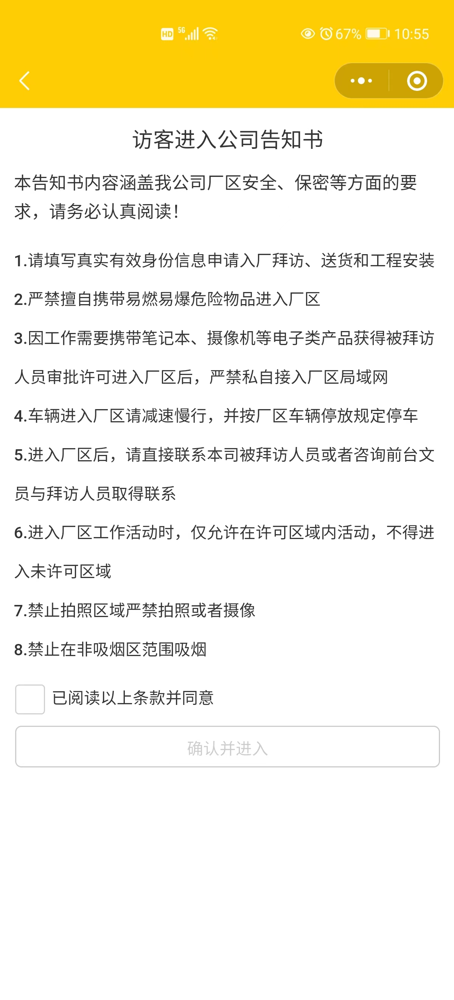 HD 5G 67% 10:55
访客进入公司告知书
本告知书内容涵盖我公司厂区安全、保密等方面的要
求，请务必认真阅读！
1.请填写真实有效身份信息申请入厂拜访、送货和工程安装
2.严禁擅自携带易燃易爆危险物品进入厂区
3.因工作需要携带笔记本、摄像机等电子类产品获得被拜访
人员审批许可进入厂区后，严禁私自接入厂区局域网
4.车辆进入厂区请减速慢行，并按厂区车辆停放规定停车
5.进入厂区后，请直接联系本司被拜访人员或者咨询前台文
员与拜访人员取得联系
6.进入厂区工作活动时，仅允许在许可区域内活动，不得进
入未许可区域
7.禁止拍照区域严禁拍照或者摄像
8.禁止在非吸烟区范围吸烟
已阅读以上条款并同意
确认并进入